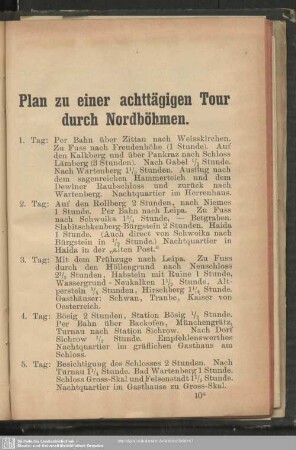 Plan zu einer achttägigen Tour
durch Nordböhmen.
1. Tag: Per Bahn über Zittau nach Weisskirchen.
Zu Fuss nach Freudenhöhe (1 Stunde). Auf
den Kalkberg und über Pankraz nach Schloss
Lämberg (3 Stunden). Nach Gabel ½ Stunde.
Nach Wartenberg 1½ Stunden. Ausflug nach
dem sagenreichen Hammerteich und dem
Dewiner Raubschloss und zurück nach
Wartenberg. Nachtquartier im Herrenhaus.
2. Tag: Auf den Rollberg 2 Stunden, nach Niemes
1 Stunde. Per Bahn nach Leipa. Zu Fuss
nach Schwoika 1¾ Stunde. — Betgraben.
Slabitschkenberg-Bürgstein 2 Stunden. Haida
1 Stunde. (Auch direct von Schwoika nach
Bürgstein in ½ Stunde.) Nachtquartier in
Haida in der „alten Post.“
3. Tag: Mit dem Frühzuge nach Leipa. Zu Fuss
durch den Höllengrund nach Neuschloss
2½ Stunden, Habstein mit Ruine 1 Stunde,
Wassergrund - Neukalken 1½ Stunde, Alt-
perstein ¾ Stunden, Hirschberg 1¼ Stunde.
Gasthäuser: Schwan, Traube, Kaiser von
Oesterreich.
4. Tag: Bösig 2 Stunden, Station Bösig ½ Stunde.
Per Bahn über Backofen, Münchengrätz,
Turnau nach Station Sichrow. Nach Dorf
Sichrow ½ Stunde. Empfehlenswerthes
Nachtquartier im gräflichen Gasthaus am
Schloss.
5. Tag: Besichtigung des Schlosses 2 Stunden. Nach
Turnau 1¼ Stunde. Bad Wartenberg 1 Stunde.
Schloss Gross-Skal und Felsenstadt 1½ Stunde.
Nachtquartier im Gasthause zu Gross-Skal.
10*